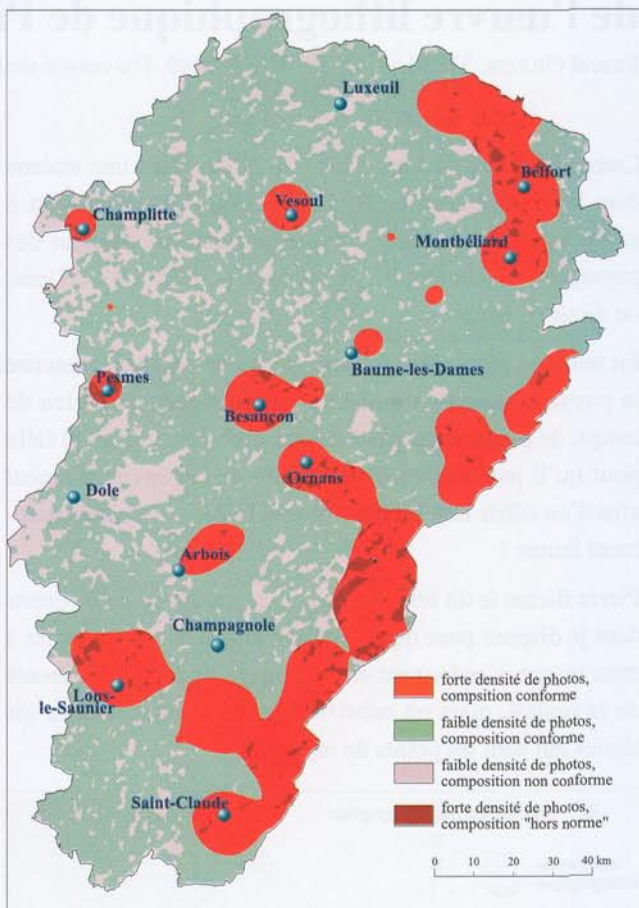 Luxeuil
Belfort
Vesoul
Champlitte
Montbéliard
Baume-les-Dames
Pesmes
Besançon
Ornans
Dole
Arbois
Champagnole
Lons-
le-Saunier
Saint-Claude
forte densité de photos,
compsition conforme
faible densité de photos,
composition conforme
faible densité de photos,
composition non conforme
forte densité de photos,
composition "hors norme"
0 10 20 30 40 km